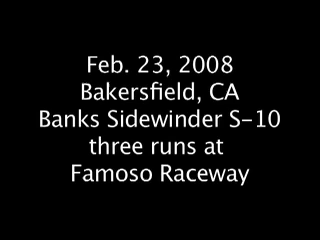 Feb. 23, 2008
Bakersfield, CA
Banks Sidewinder S-10
three runs at
Famoso Raceway